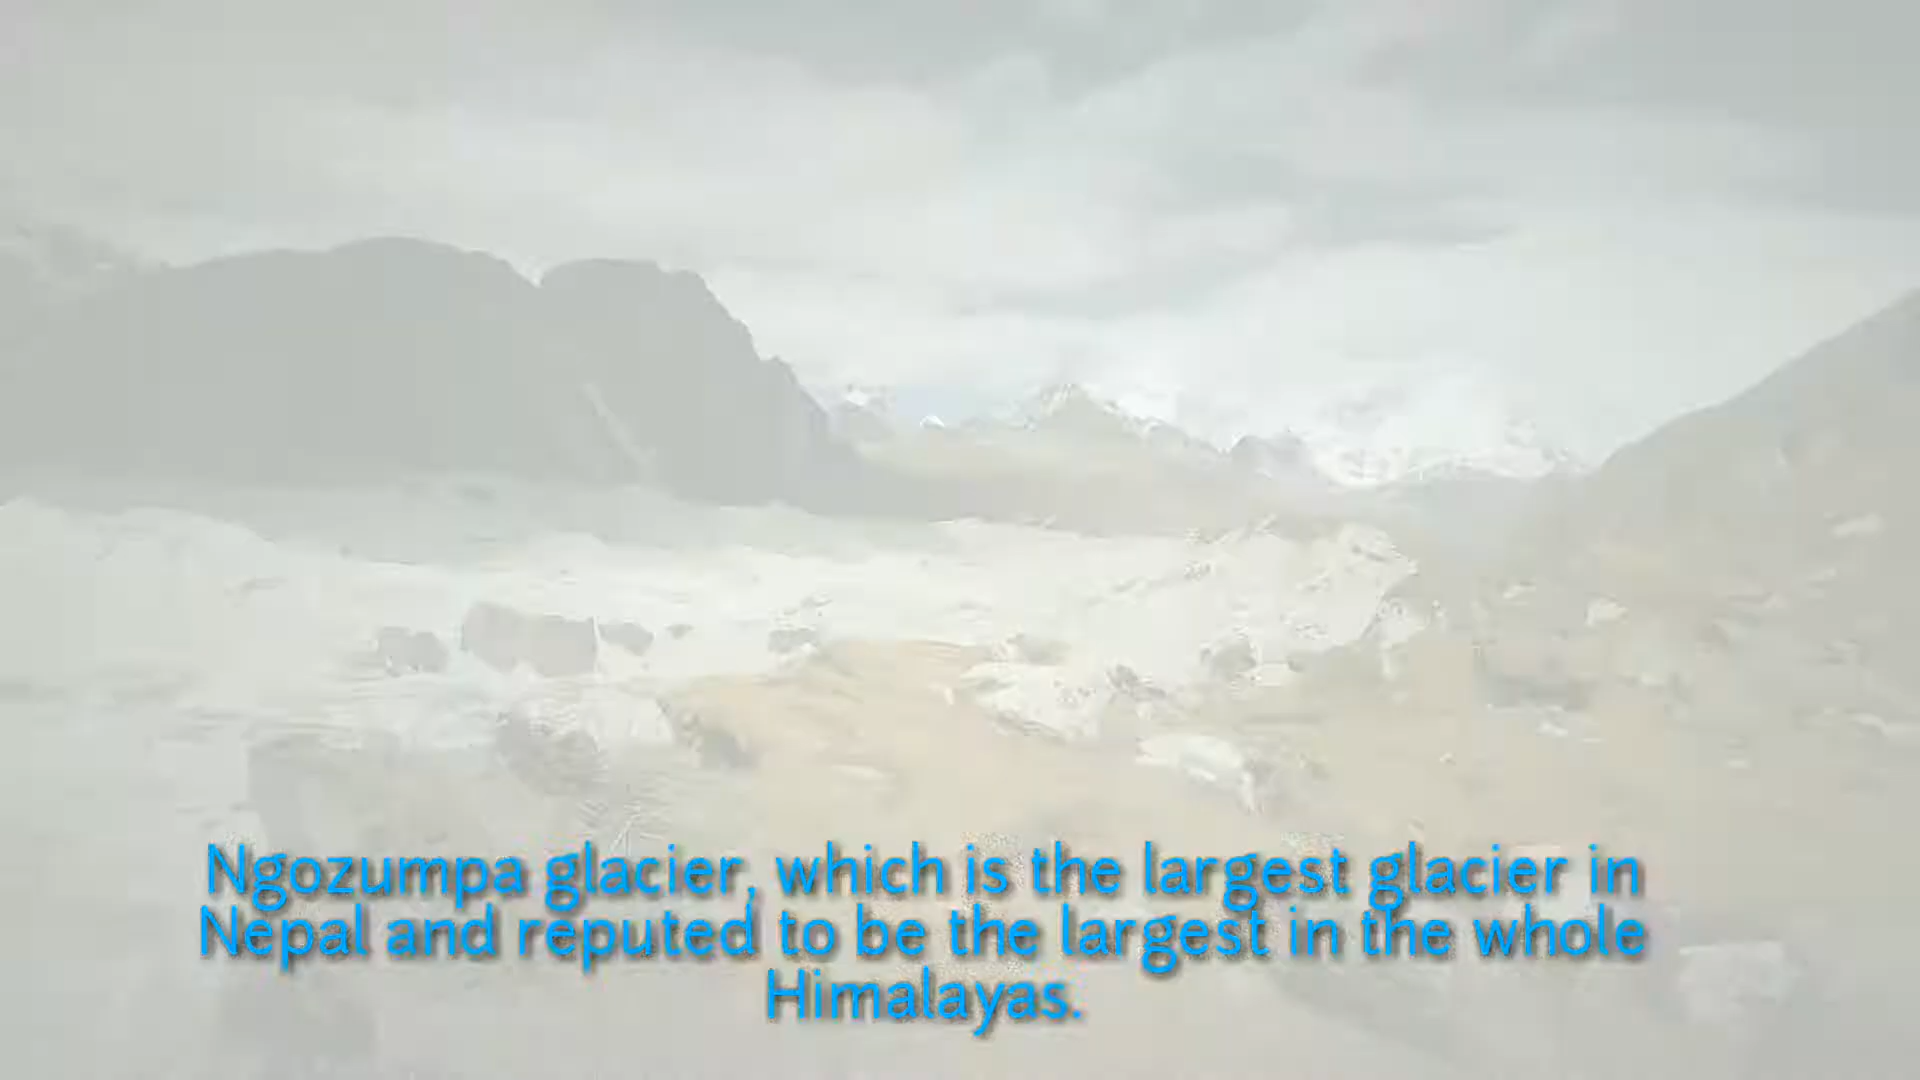 Ngozumpa glacier, which is the largest glacier in
Nepal and reputed to be the largest in the whole
Himalayas.